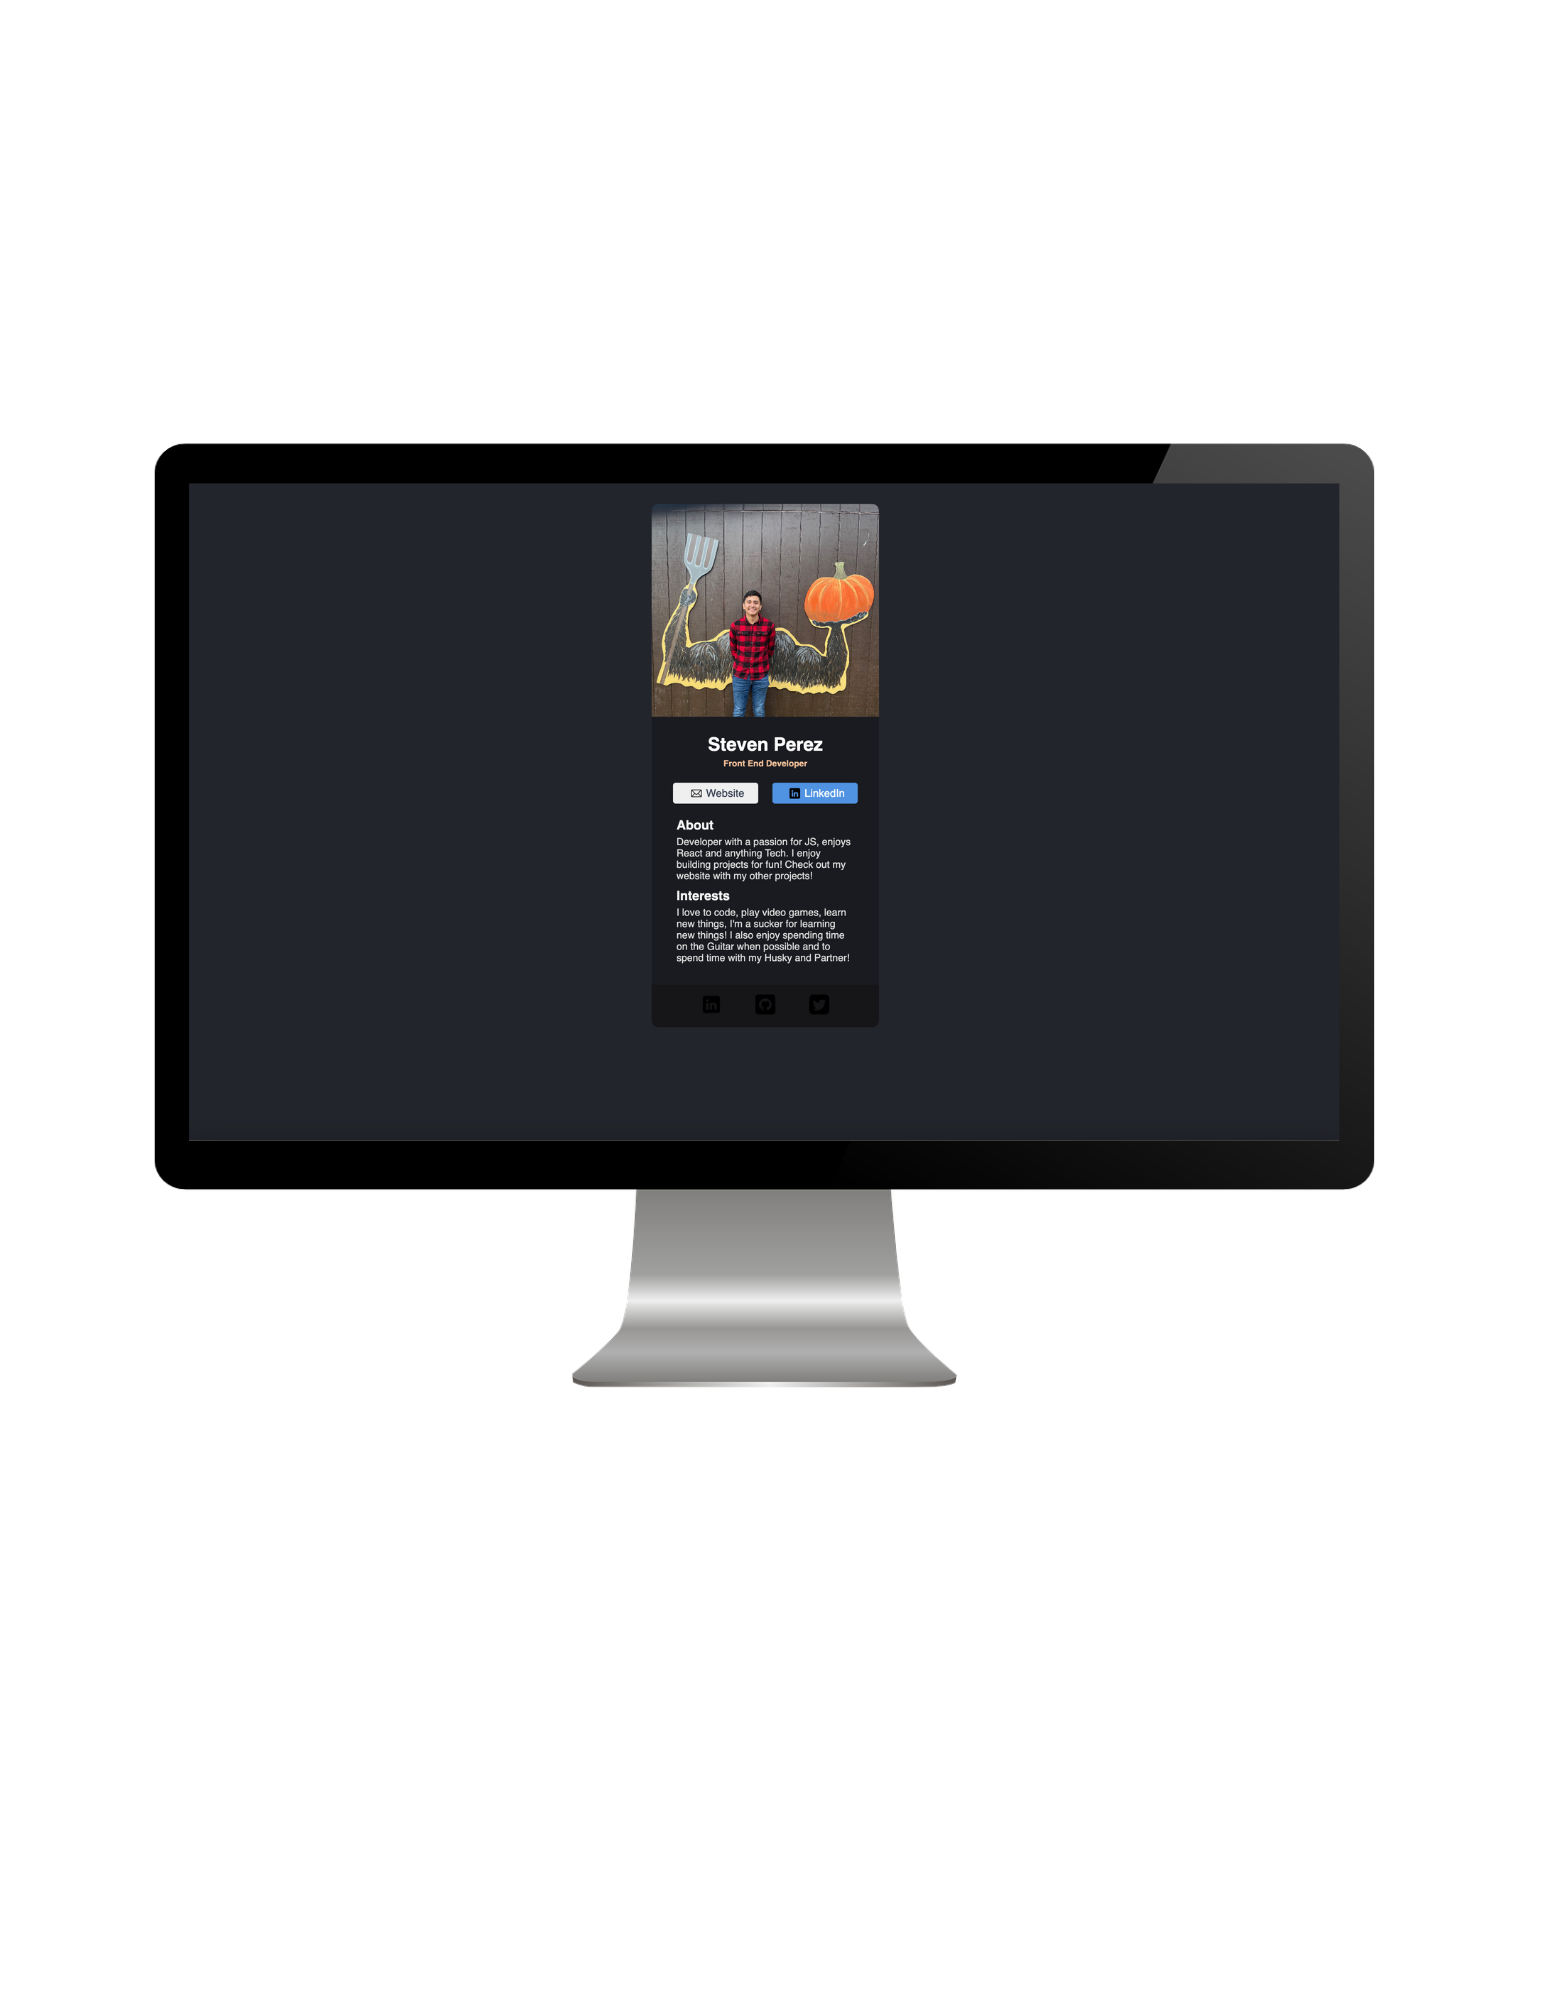 Steven Perez
Front End Developer
Website
in LinkedIn
About
Developer with a passion for JS, enjoys
React and anything Tech. I enjoy
building projects for fun! Check out my
website with my other projects!
Interests
I love to code, play video games, learn
new things, I'm a sucker for learning
new things! I also enjoy spending time
on the Guitar when possible and to
spend time with my Husky and Partner!
in